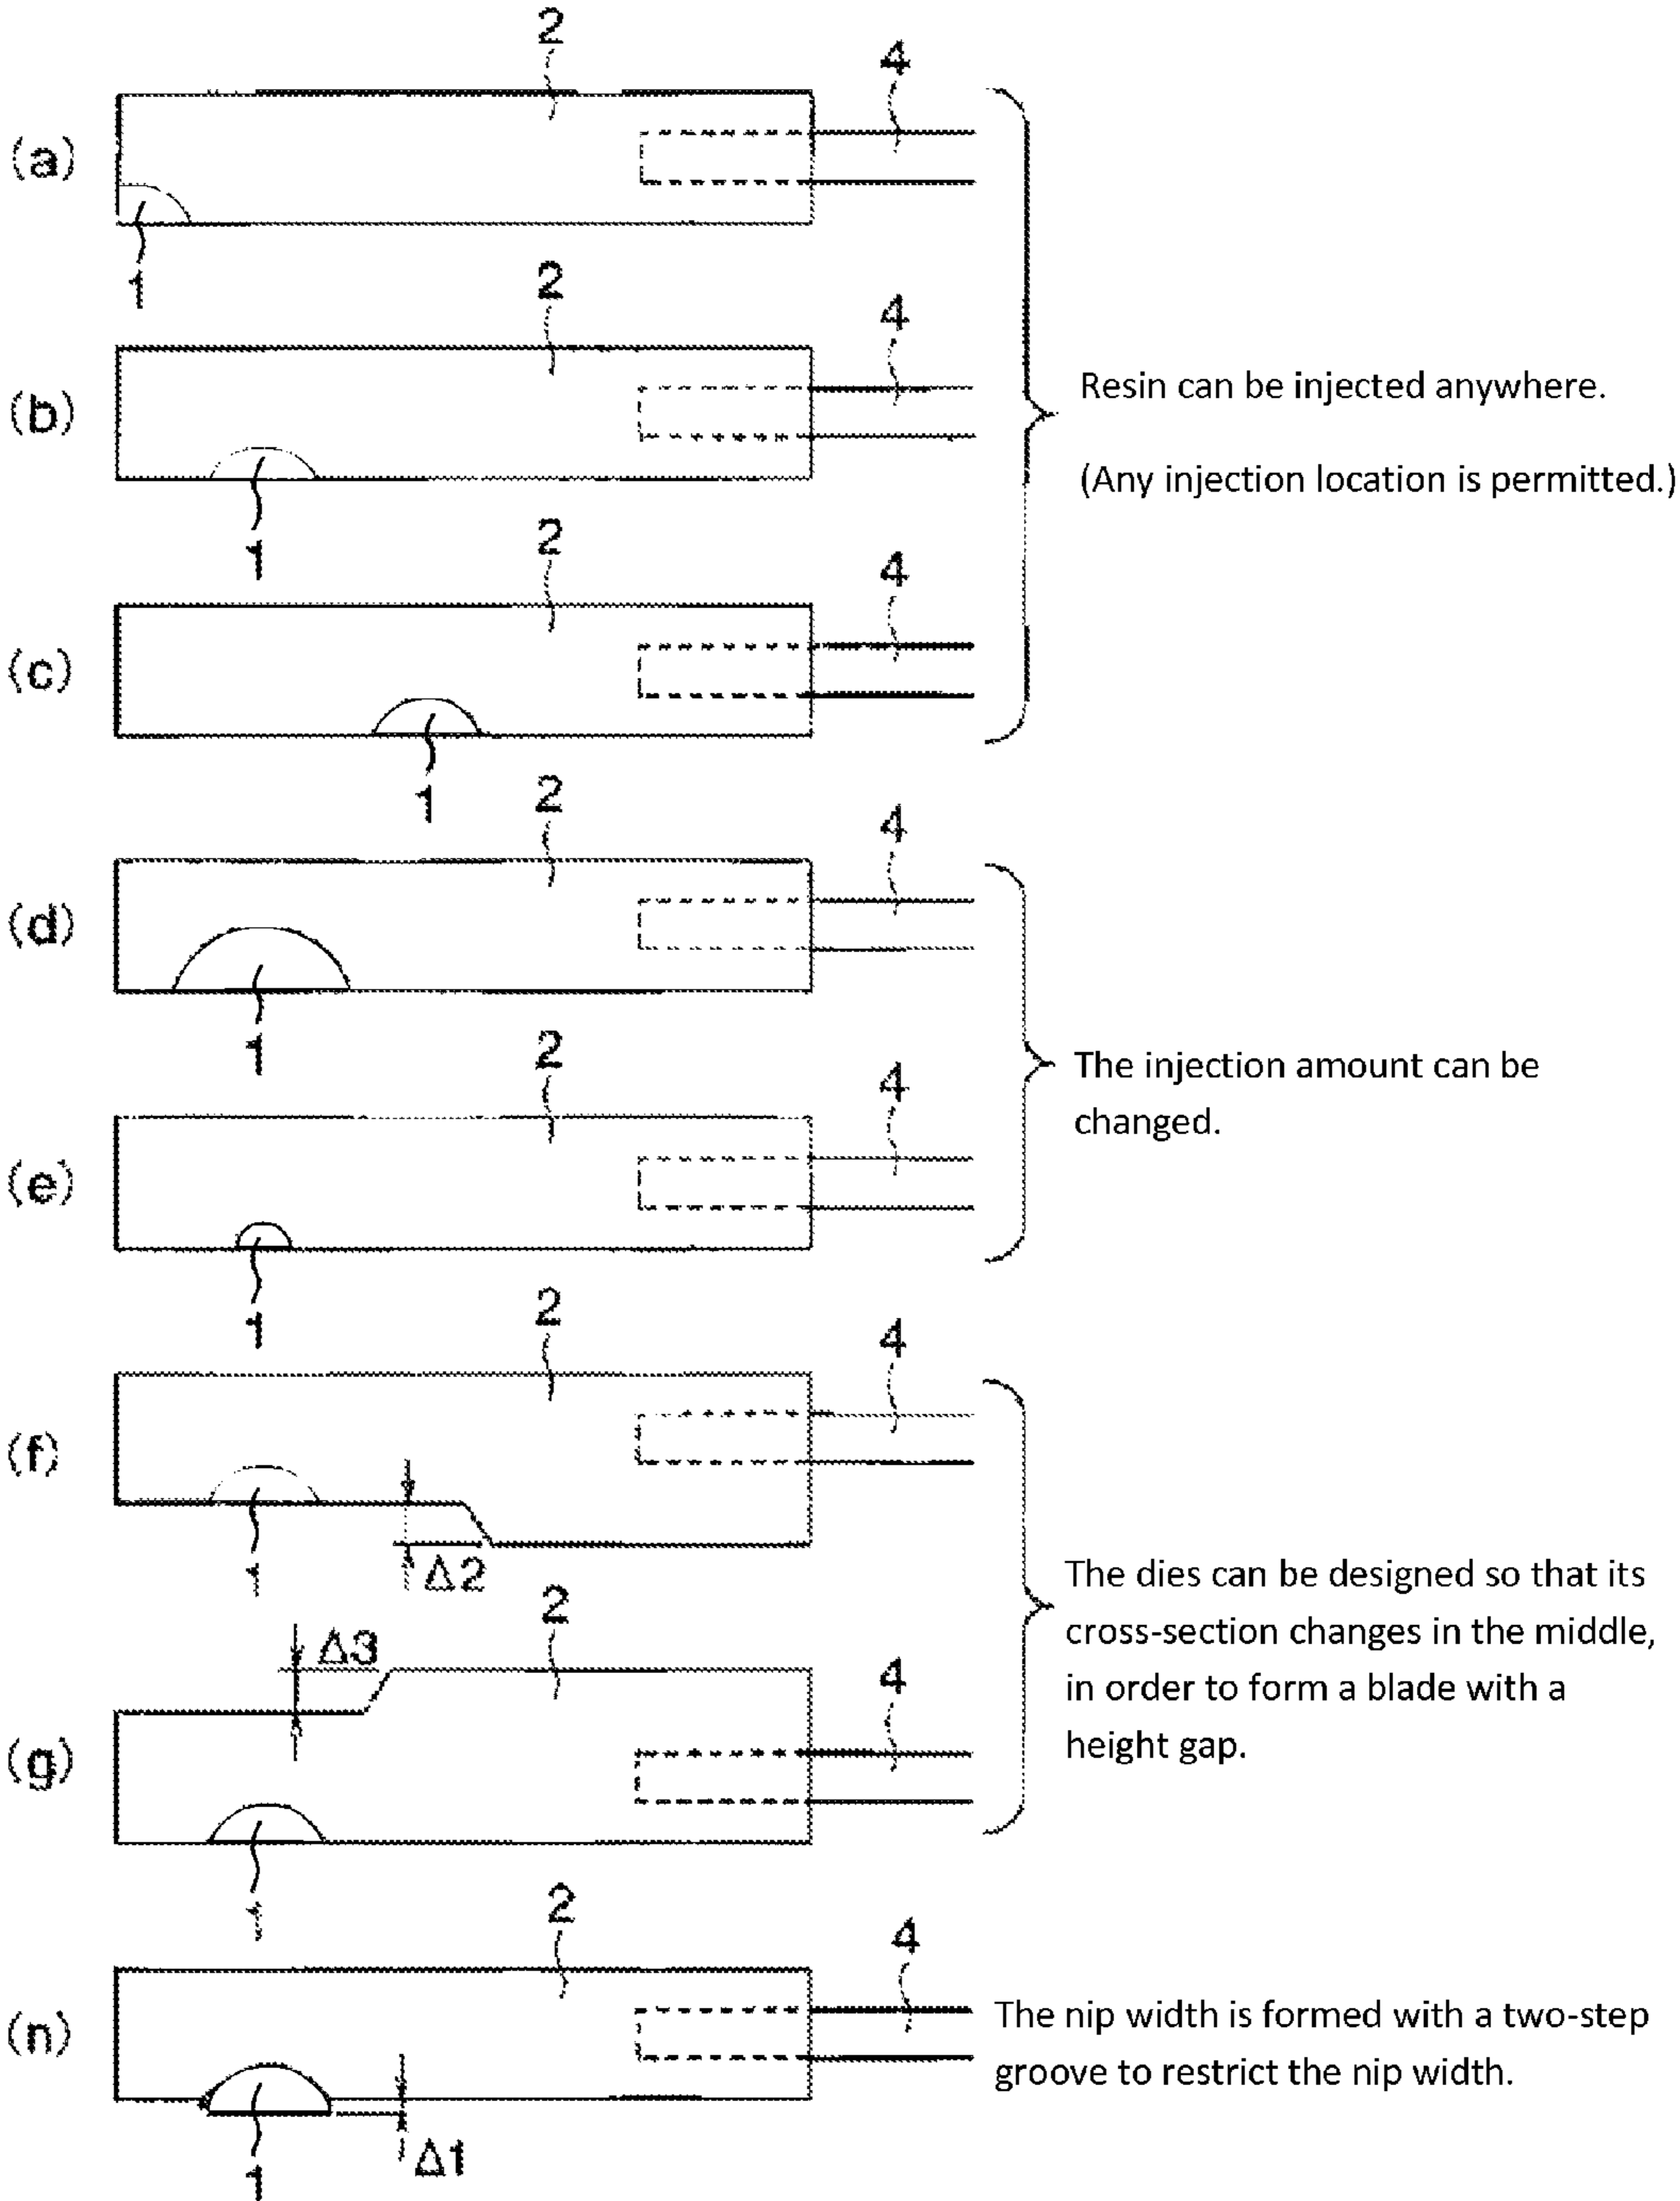 2
4
(a)
1
2
4
(b)
1
Resin can be injected anywhere.
(Any injection location is permitted.)
2
4
(c)
1
2
4
(d)
1
2
4
(e)
1
The injection amount can be
changed.
2
4
(f)
1
Δ2
2
Δ3
4
(g)
1
The dies can be designed so that its
cross-section changes in the middle,
in order to form a blade with a
height gap.
2
4
(n)
1
Δ1
The nip width is formed with a two-step
groove to restrict the nip width.